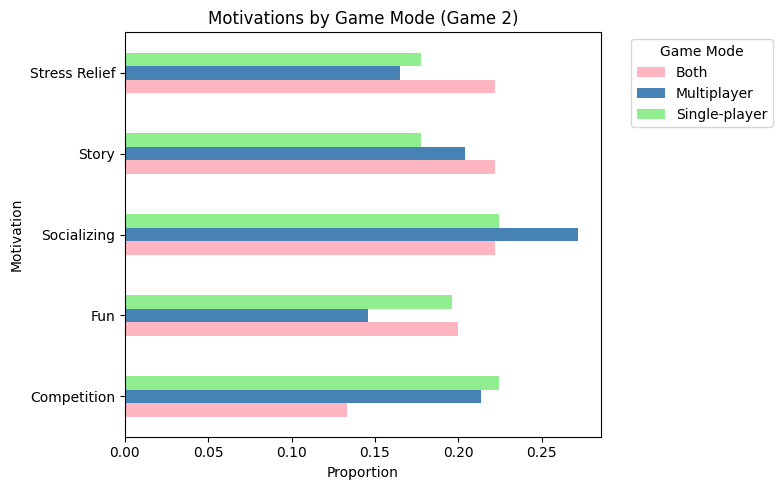 Motivations by Game Mode (Game 2)
Game Mode
Both
Multiplayer
Single-player
Motivation
Stress Relief
Story
Socializing
Fun
Competition
0.00 0.05 0.10 0.15 0.20 0.25
Proportion